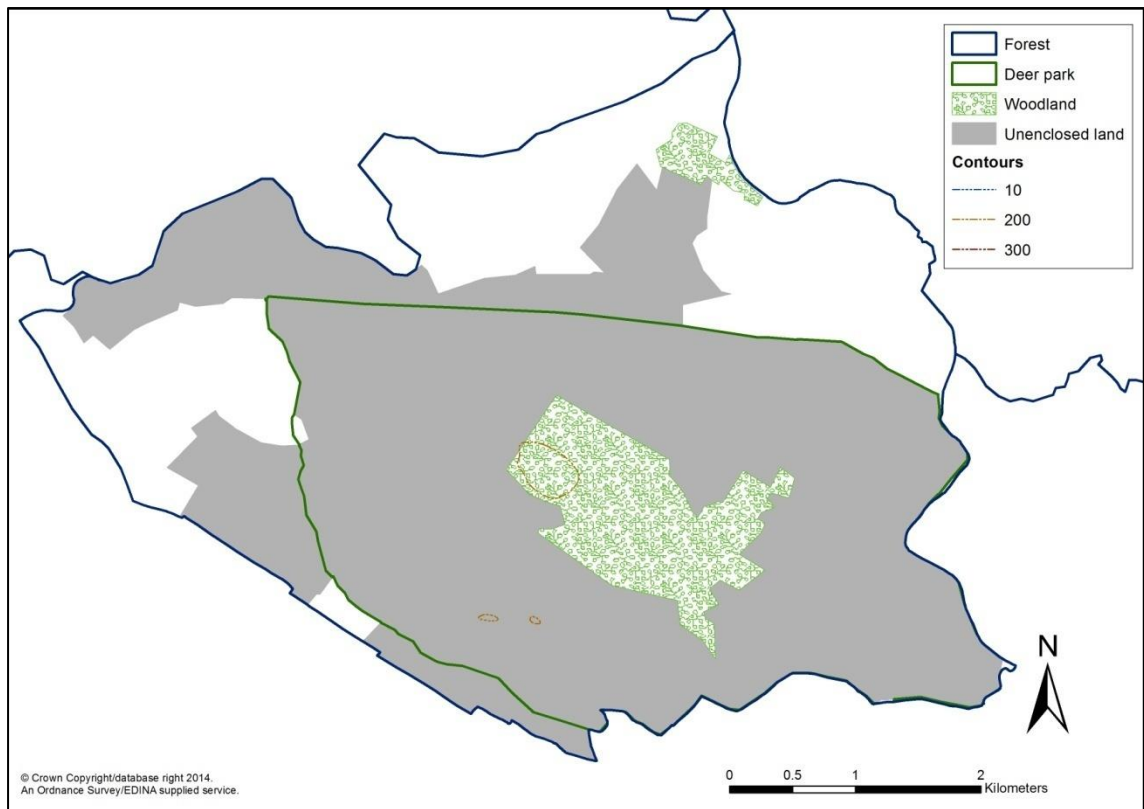 Forest
Deer park
Woodland
Unenclosed land
Contours
10
200
300
N
© Crown Copyright/database right 2014.
An Ordnance Survey/EDINA supplied service.
0 0.5 1 2
Kilometers